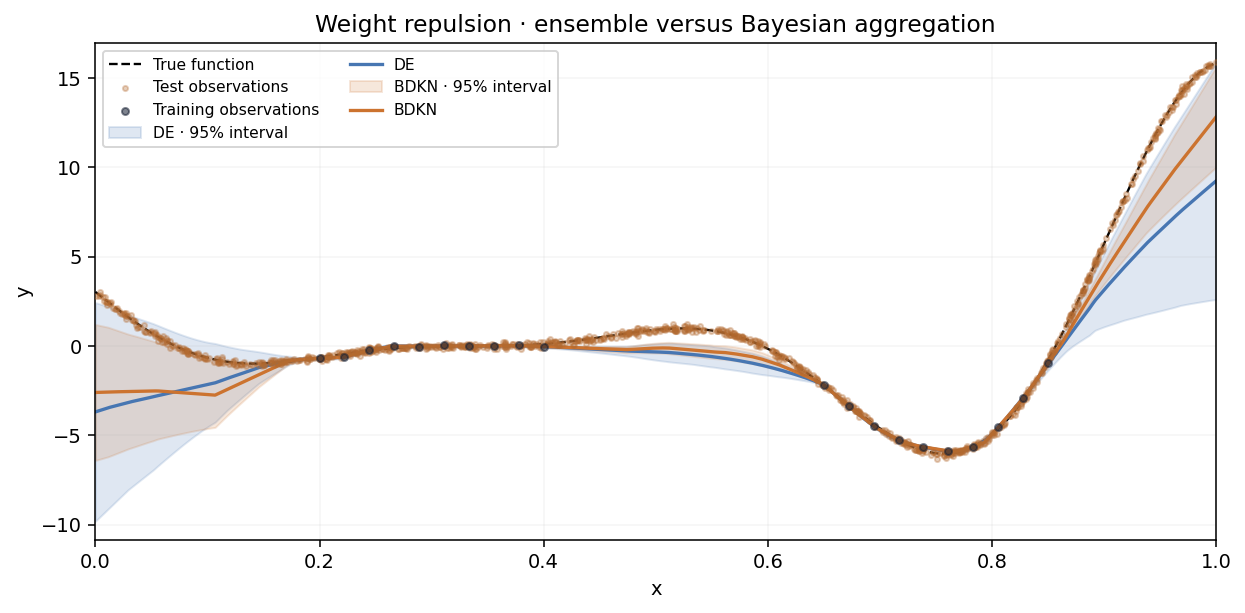 Weight repulsion · ensemble versus Bayesian aggregation
True function
Test observations
Training observations
DE · 95% interval
DE
BDKN · 95% interval
BDKN
15
10
5
0
−5
−10
y
0.0 0.2 0.4 0.6 0.8 1.0
x